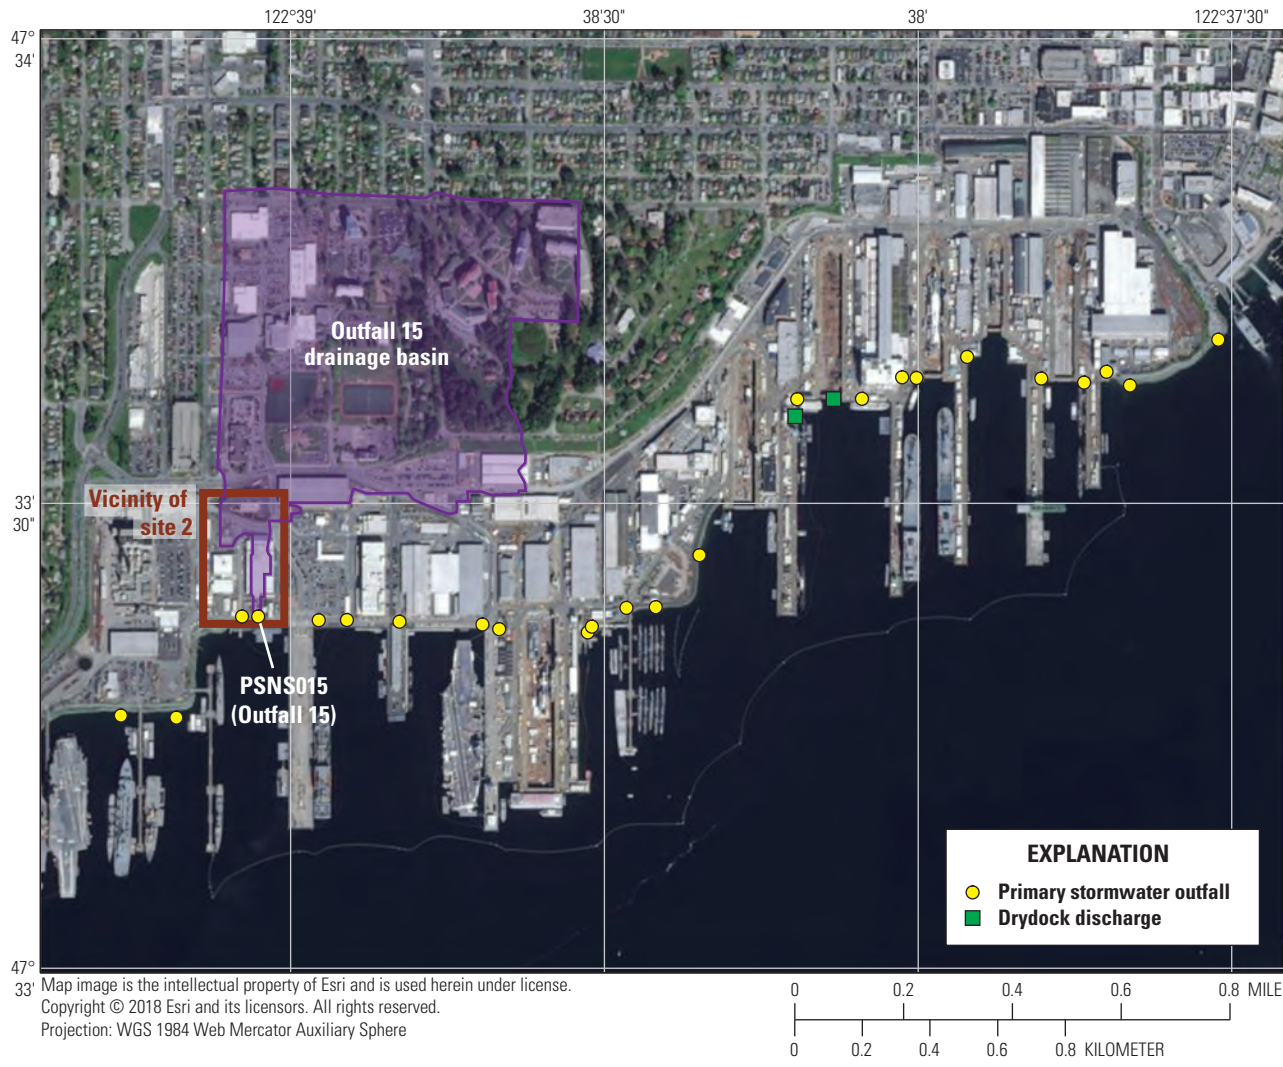 122°39'
38'30"
38'
122°37'30"
47°
34'
Outfall 15
drainage basin
33'
30"
Vicinity of
site 2
PSNS015
(Outfall 15)
EXPLANATION
Primary stormwater outfall
Drydock discharge
47°
33'
Map image is the intellectual property of Esri and is used herein under license.
Copyright © 2018 Esri and its licensors. All rights reserved.
Projection: WGS 1984 Web Mercator Auxiliary Sphere
0 0.2 0.4 0.6 0.8 MILE
0 0.2 0.4 0.6 0.8 KILOMETER